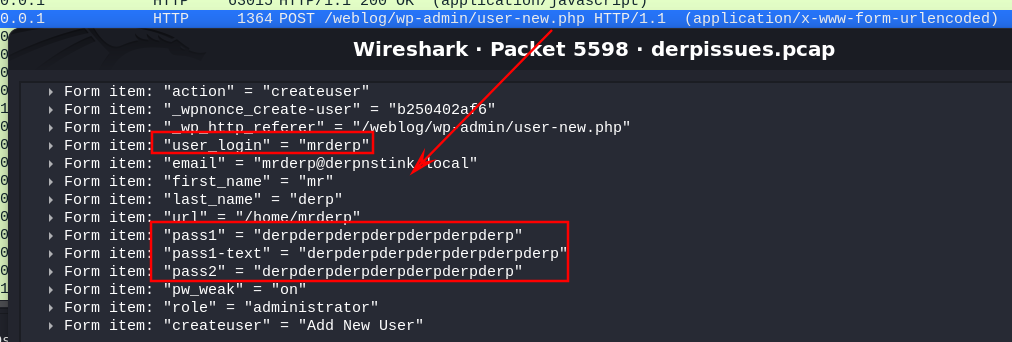 0.0.1 HTTP 63015 HTTP/1.1 200 OK (application/javascript)
0.0.1 HTTP 1364 POST /weblog/wp-admin/user-new.php HTTP/1.1 (application/x-www-form-urlencoded)
Wireshark · Packet 5598 · derpissues.pcap
Form item: "action" = "createuser"
Form item: "_wpnonce_create-user" = "b250402af6"
Form item: "_wp_http_referer" = "/weblog/wp-admin/user-new.php"
Form item: "user_login" = "mrderp"
Form item: "email" = "mrderp@derpnstink.local"
Form item: "first_name" = "mr"
Form item: "last_name" = "derp"
Form item: "url" = "/home/mrderp"
Form item: "pass1" = "derpderpderpderpderpderpderp"
Form item: "pass1-text" = "derpderpderpderpderpderpderp"
Form item: "pass2" = "derpderpderpderpderpderpderp"
Form item: "pw_weak" = "on"
Form item: "role" = "administrator"
Form item: "createuser" = "Add New User"